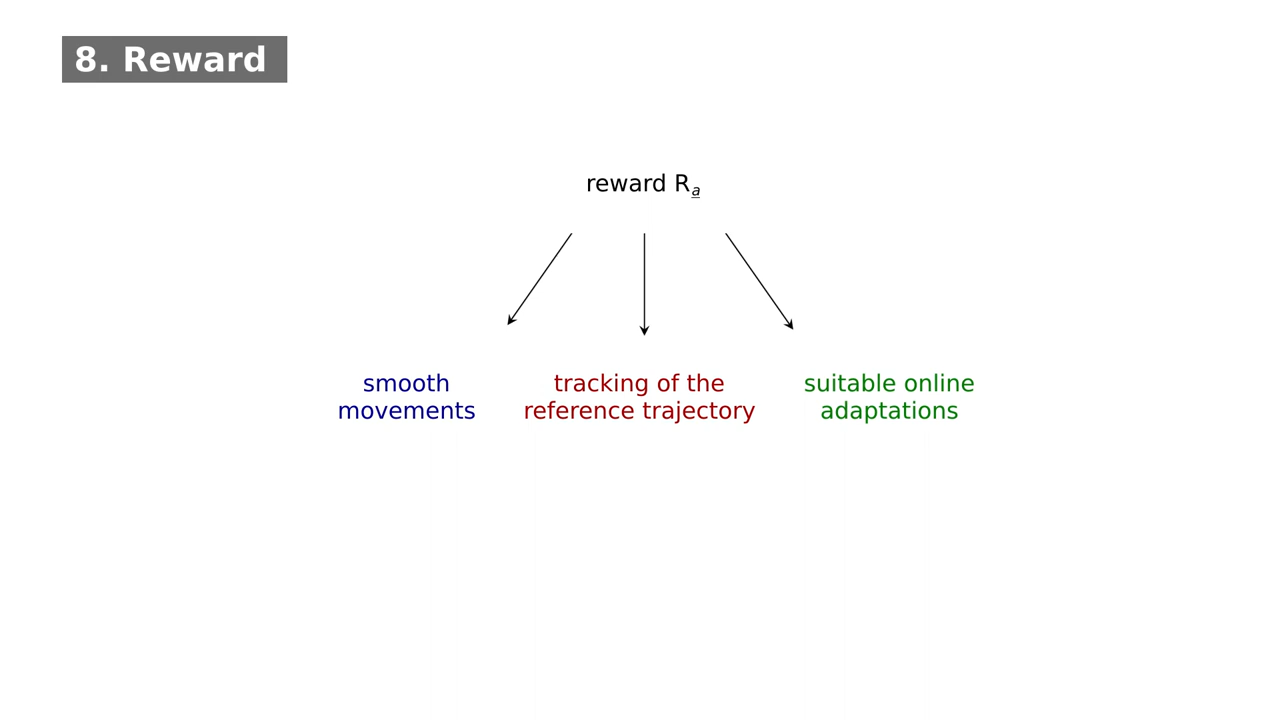 8. Reward
reward Ra
smooth
movements
tracking of the
reference trajectory
suitable online
adaptations